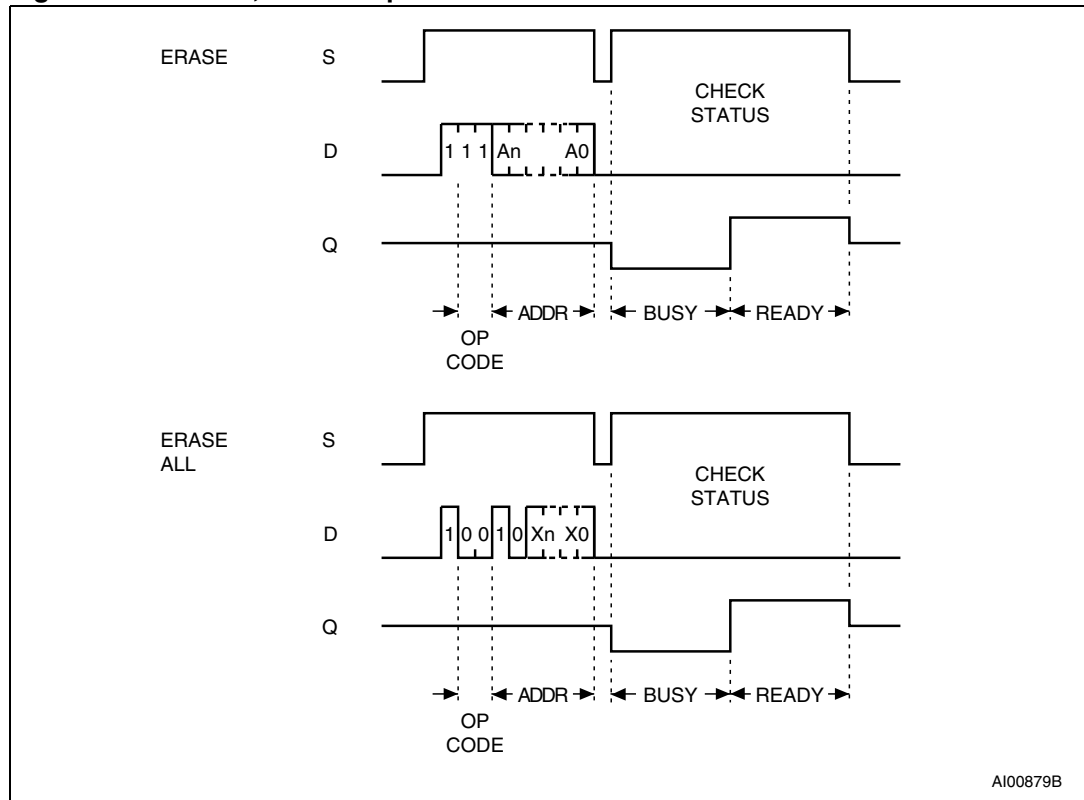 ERASE S
CHECK
STATUS
D 1 1 1 An A0
Q
ADDR BUSY READY
OP
CODE
ERASE
ALL
S
CHECK
STATUS
D 1 0 0 1 0 Xn X0
Q
ADDR BUSY READY
OP
CODE
AI00879B